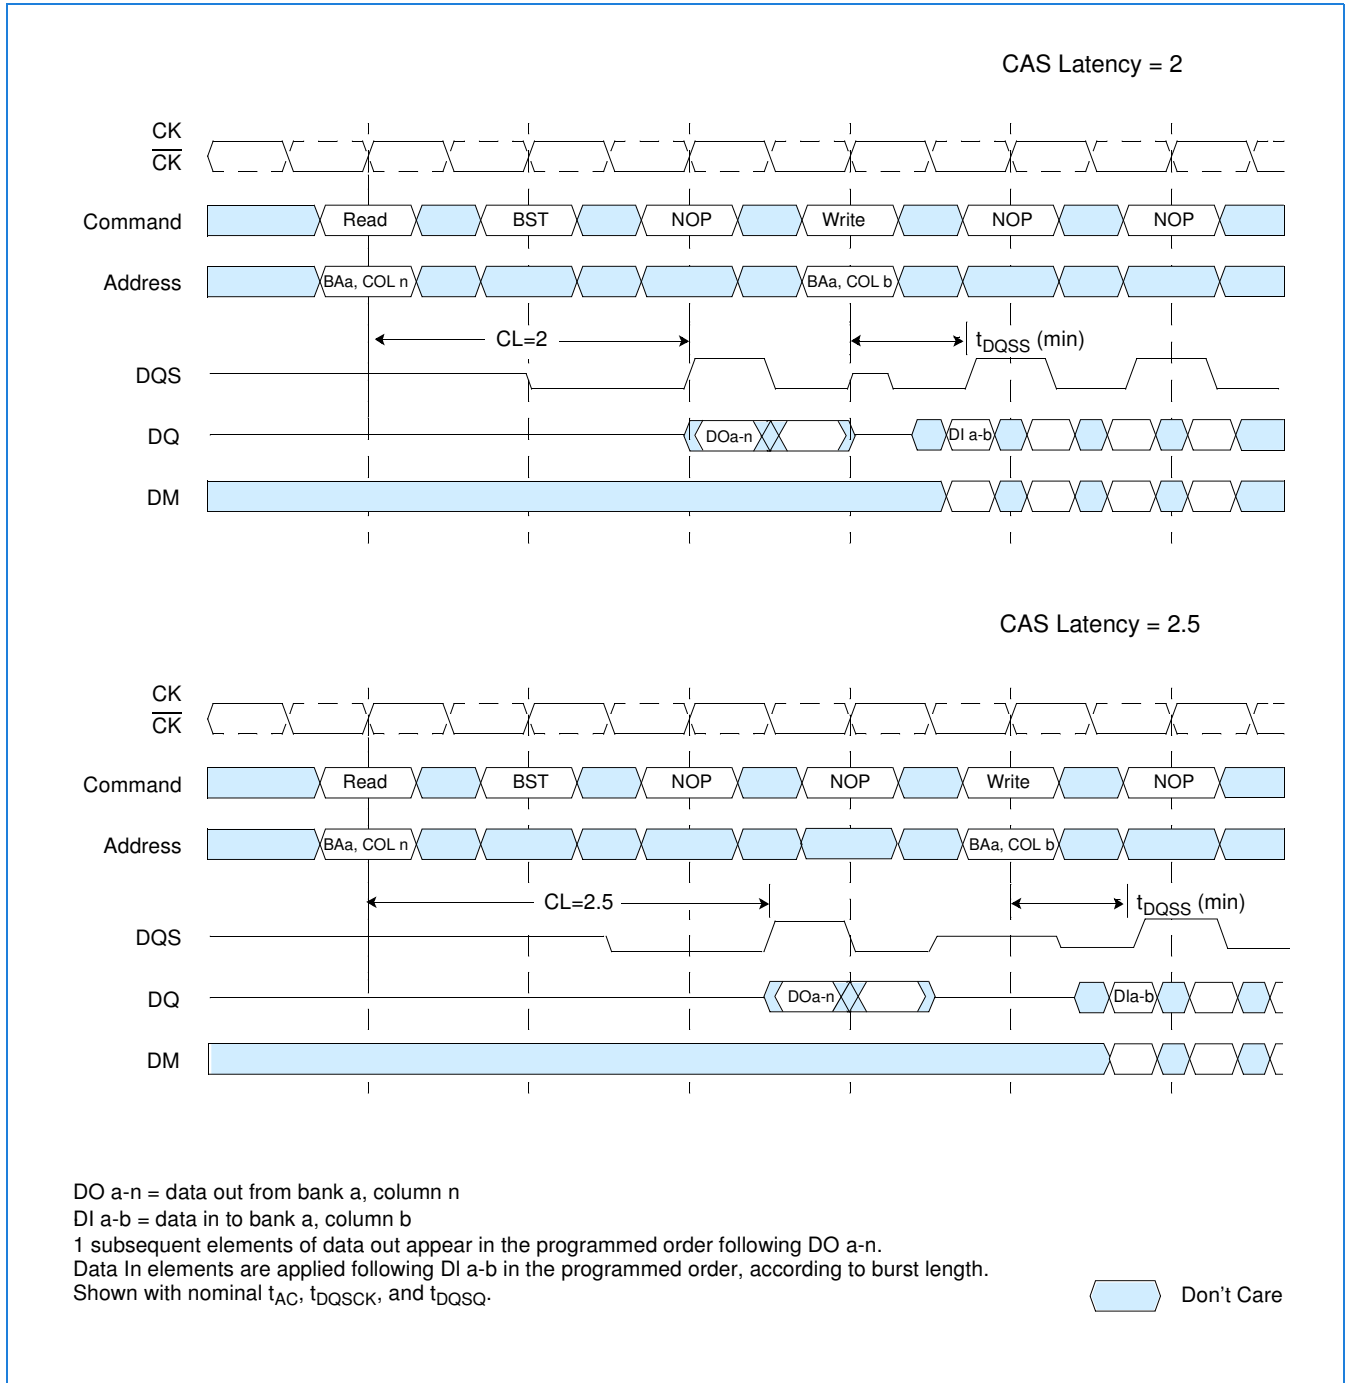 CAS Latency = 2
CK
CK
Command
Read
BST
NOP
Write
NOP
NOP
Address
BAa, COL n
BAa, COL b
CL=2
tDQSS (min)
DQS
DQ
DOa-n
DI a-b
DM
CAS Latency = 2.5
CK
CK
Command
Read
BST
NOP
NOP
Write
NOP
Address
BAa, COL n
BAa, COL b
CL=2.5
tDQSS (min)
DQS
DQ
DOa-n
DIa-b
DM
DO a-n = data out from bank a, column n
DI a-b = data in to bank a, column b
1 subsequent elements of data out appear in the programmed order following DO a-n.
Data In elements are applied following DI a-b in the programmed order, according to burst length.
Shown with nominal tAC, tDQSCK, and tDQSQ.
Don't Care